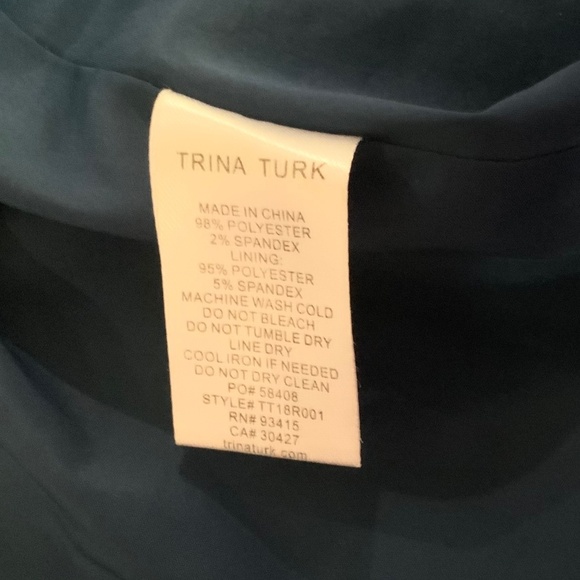 TRINA TURK
MADE IN CHINA
98% POLYESTER
2% SPANDEX
LINING:
95% POLYESTER
5% SPANDEX
MACHINE WASH COLD
DO NOT BLEACH
DO NOT TUMBLE DRY
LINE DRY
COOL IRON IF NEEDED
DO NOT DRY CLEAN
PO# 58408
STYLE# TT18R001
RN# 93415
CA# 30427
trinaturk.com